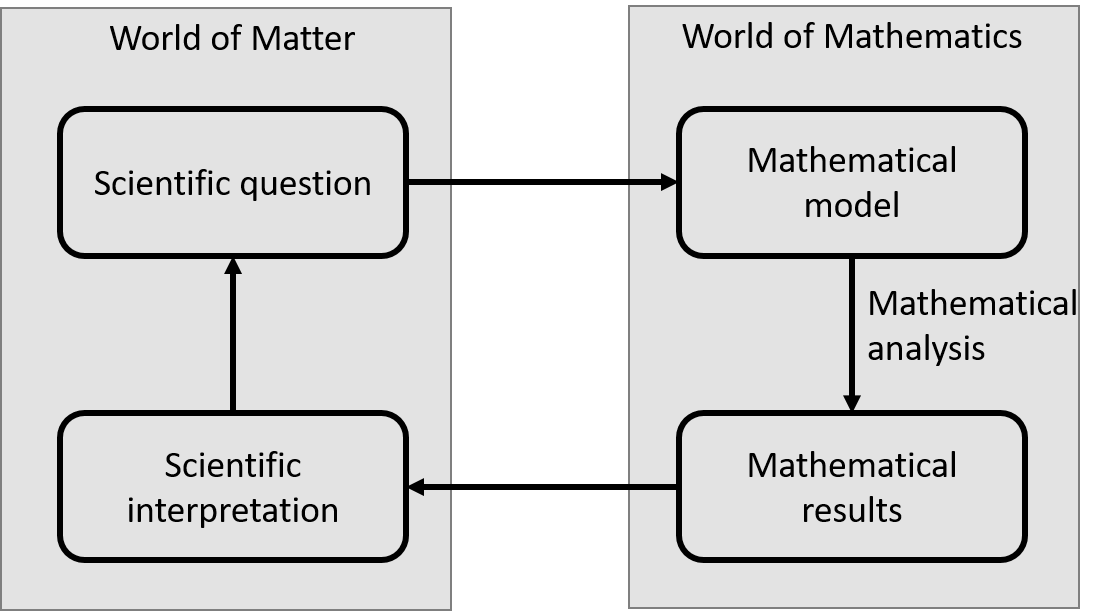 World of Matter
World of Mathematics
Scientific question
Mathematical
model
Mathematical
analysis
Scientific
interpretation
Mathematical
results